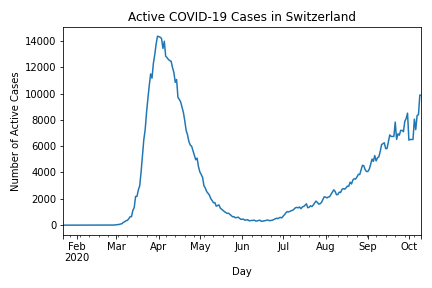 Active COVID-19 Cases in Switzerland
Number of Active Cases
14000
12000
10000
8000
6000
4000
2000
0
Feb Mar Apr May Jun Jul Aug Sep Oct
2020
Day